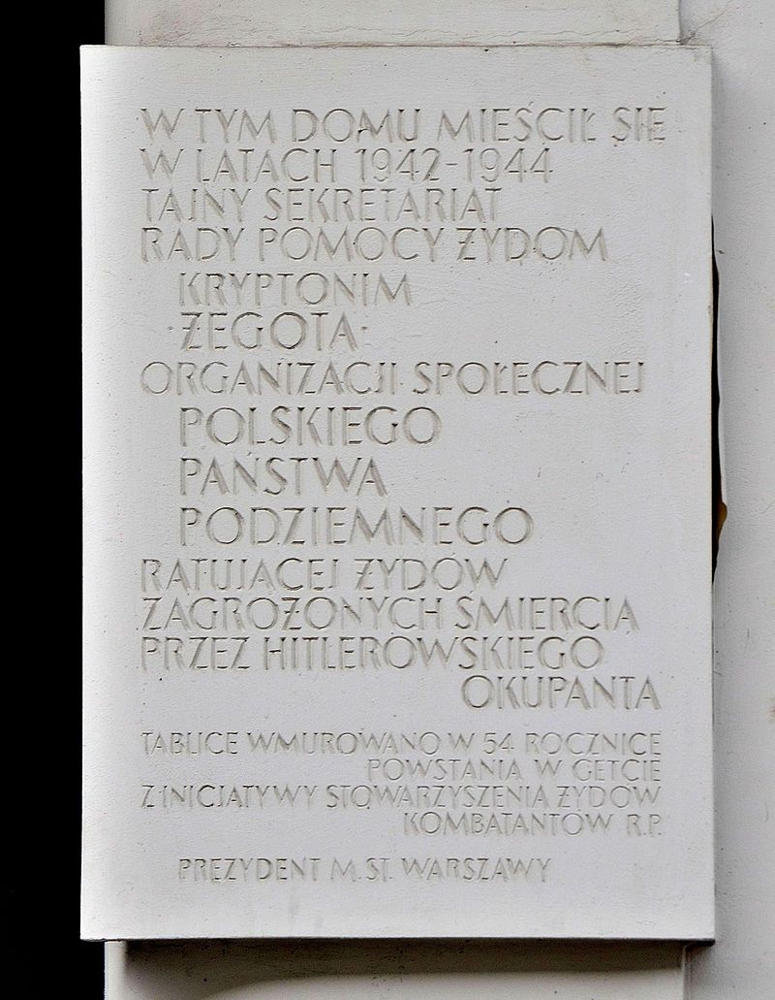 W TYM DOMU MIEŚCIŁ SIĘ
W LATACH 1942-1944
TAJNY SEKRETARIAT
RADY POMOCY ŻYDOM
KRYPTONIM
·ŻEGOTA·
ORGANIZACJI SPOŁECZNEJ
POLSKIEGO
PAŃSTWA
PODZIEMNEGO
RATUJĄCEJ ŻYDÓW
ZAGROŻONYCH ŚMIERCIĄ
PRZEZ HITLEROWSKIEGO
OKUPANTA
TABLICĘ WMUROWANO W 54 ROCZNICĘ
POWSTANIA W GETCIE
Z INICJATYWY STOWARZYSZENIA ŻYDÓW
KOMBATANTÓW R.P.
PREZYDENT M. ST. WARSZAWY